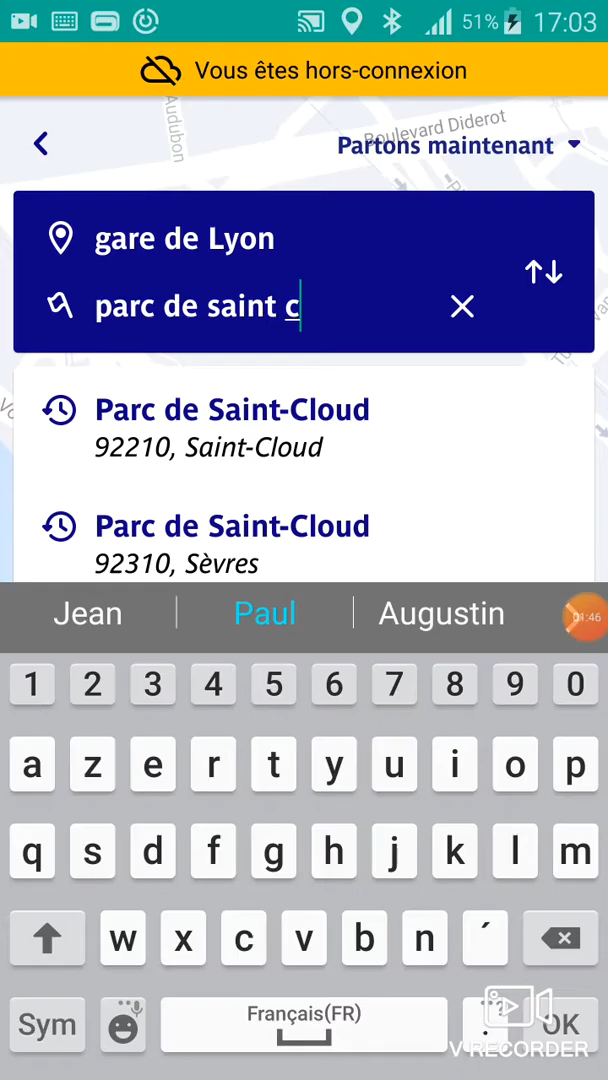 51% 17:03
Vous êtes hors-connexion
Audubon
Boulevard Diderot
Partons maintenant
gare de Lyon
parc de saint c
Parc de Saint-Cloud
92210, Saint-Cloud
Parc de Saint-Cloud
92310, Sèvres
Jean Paul Augustin 01:46
1 2 3 4 5 6 7 8 9 0
a z e r t y u i o p
q s d f g h j k l m
w x c v b n ´
Sym Français(FR) OK
V RECORDER